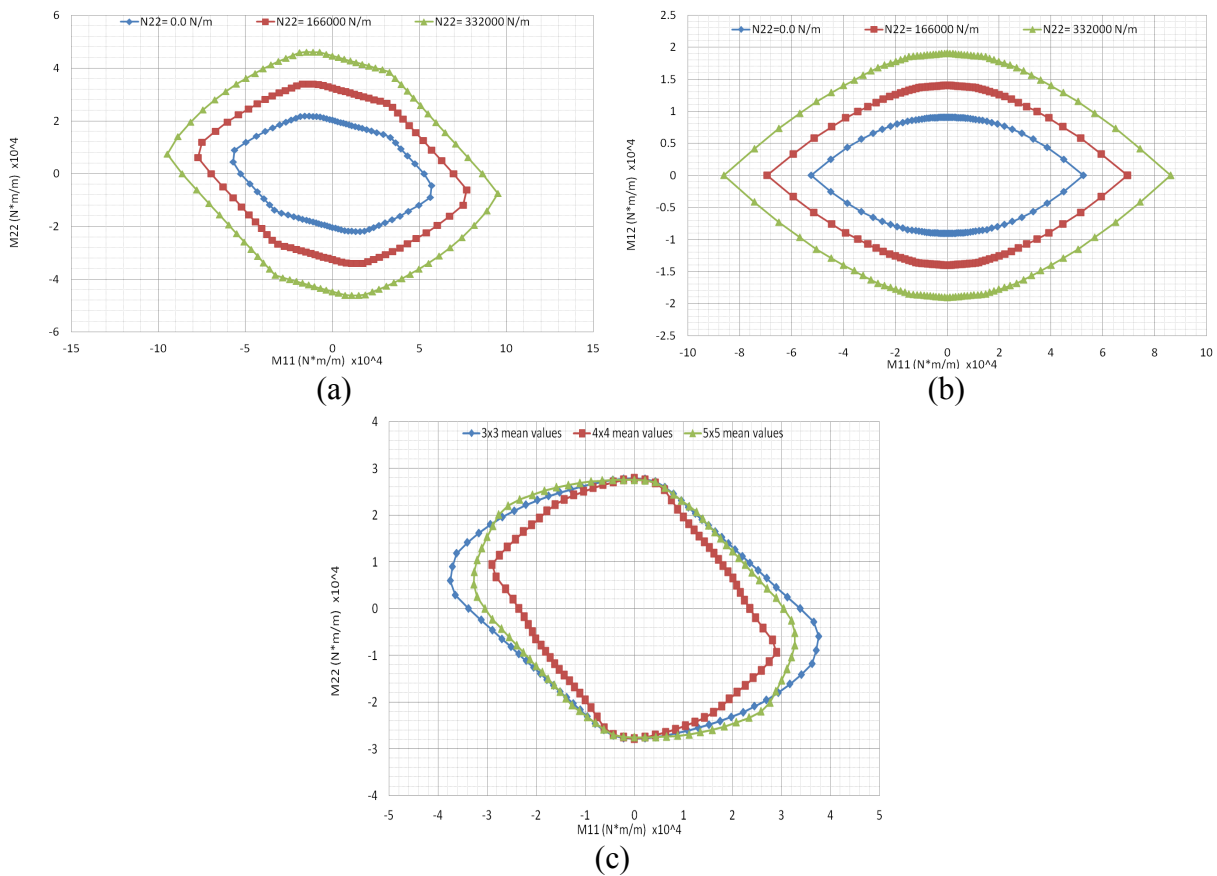 N22= 0.0 N/m N22= 166000 N/m N22= 332000 N/m
6
4
2
0
-2
-4
-6
-15 -10 -5 0 5 10 15
M22 (N*m/m) x10^4
M11 (N*m/m) x10^4
(a)
N22=0.0 N/m N22= 166000 N/m N22= 332000 N/m
2.5
2
1.5
1
0.5
0
-0.5
-1
-1.5
-2
-2.5
-10 -8 -6 -4 -2 0 2 4 6 8 10
M12 (N*m/m) x10^4
M11 (N*m/m) x10^4
(b)
3x3 mean values 4x4 mean values 5x5 mean values
4
3
2
1
0
-1
-2
-3
-4
-5 -4 -3 -2 -1 0 1 2 3 4 5
M22 (N*m/m) x10^4
M11 (N*m/m) x10^4
(c)